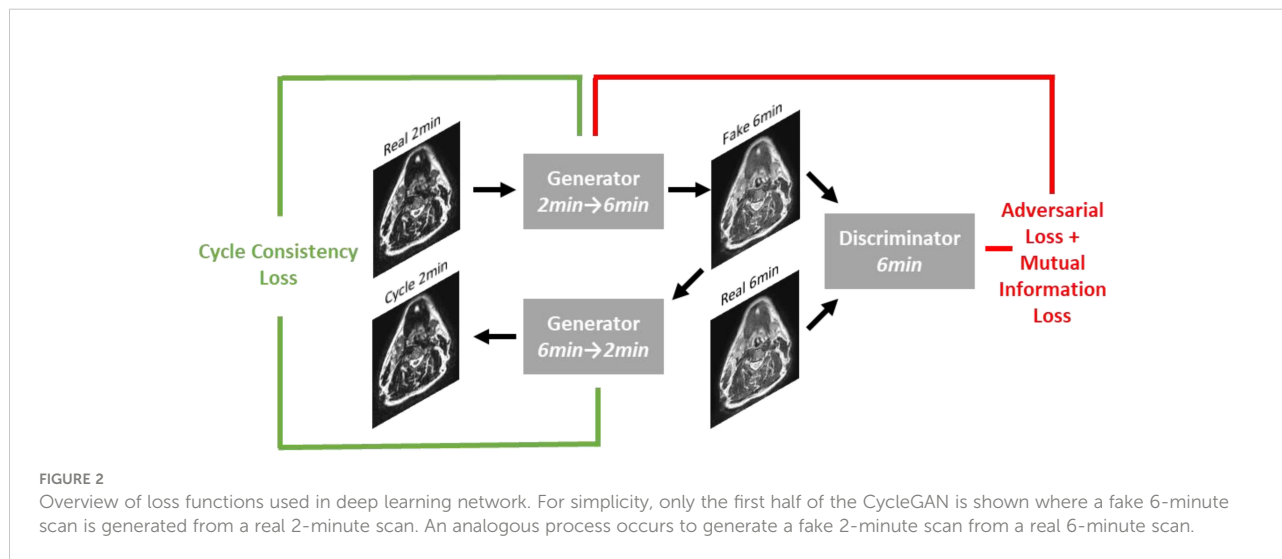 Real 2min
Generator
2min→6min
Fake 6min
Cycle Consistency
Loss
Discriminator
6min
Adversarial
Loss +
Mutual
Information
Loss
Cycle 2min
Generator
6min→2min
Real 6min
FIGURE 2
Overview of loss functions used in deep learning network. For simplicity, only the first half of the CycleGAN is shown where a fake 6-minute
scan is generated from a real 2-minute scan. An analogous process occurs to generate a fake 2-minute scan from a real 6-minute scan.